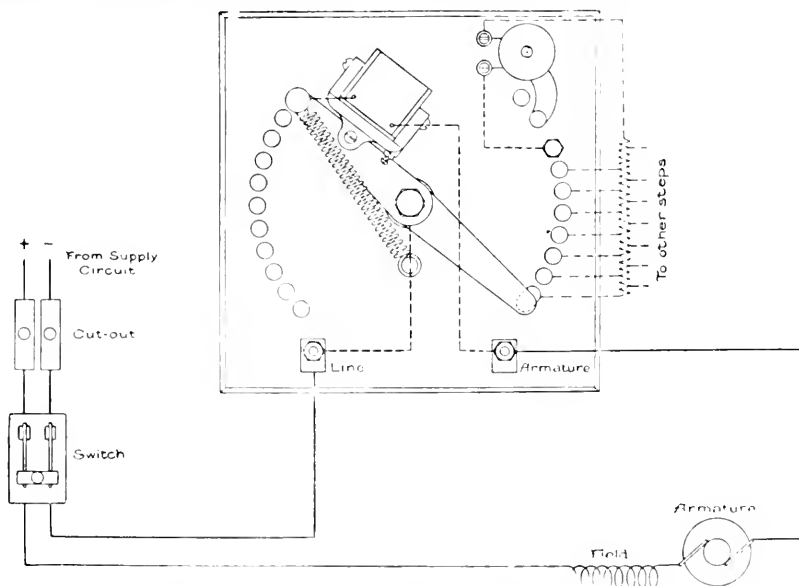 + -
From Supply
Circuit
Cut-out
Switch
Line
Armature
To other steps
Armature
Field